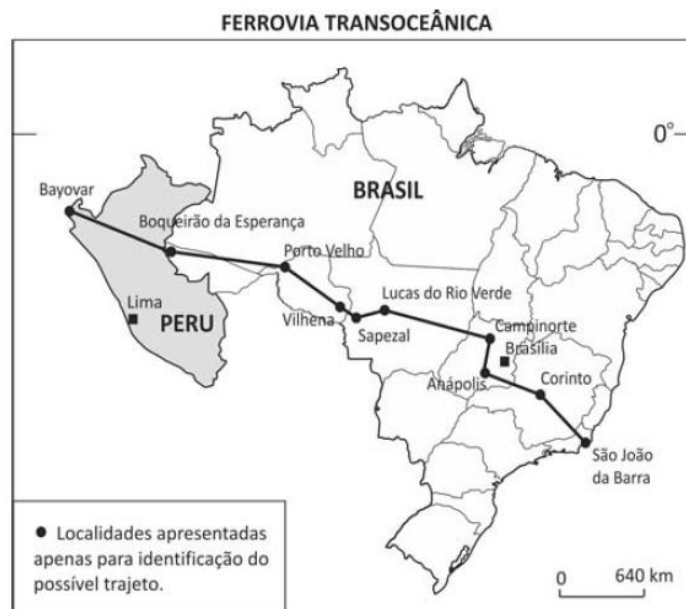 FERROVIA TRANSOCEÂNICA
0°
BRASIL
Bayovar
Boqueirão da Esperança
Porto Velho
Lima
PERU
Vilhena
Sapezal
Lucas do Rio Verde
Campinorte
Brasília
Anápolis
Corinto
São João
da Barra
● Localidades apresentadas
apenas para identificação do
possível trajeto.
0 640 km